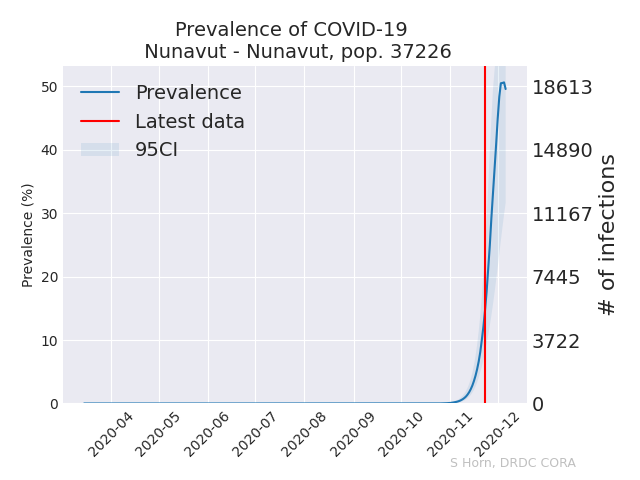 Prevalence of COVID-19
Nunavut - Nunavut, pop. 37226
Prevalence
Latest data
95CI
Prevalence (%)
50
40
30
20
10
0
18613
14890
11167
7445
3722
0
# of infections
2020-04
2020-05
2020-06
2020-07
2020-08
2020-09
2020-10
2020-11
2020-12
S Horn, DRDC CORA